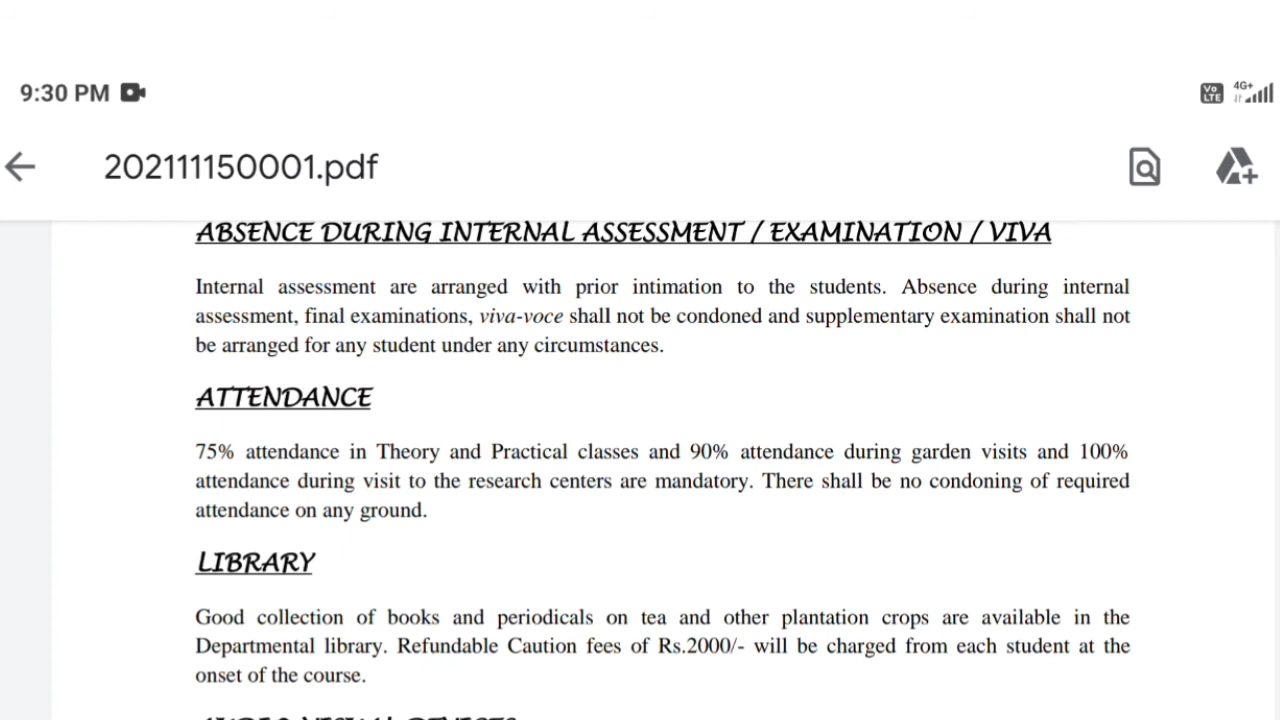 9:30 PM
Vo LTE 4G+
202111150001.pdf
ABSENCE DURING INTERNAL ASSESSMENT / EXAMINATION / VIVA
Internal assessment are arranged with prior intimation to the students. Absence during internal
assessment, final examinations, viva-voce shall not be condoned and supplementary examination shall not
be arranged for any student under any circumstances.
ATTENDANCE
75% attendance in Theory and Practical classes and 90% attendance during garden visits and 100%
attendance during visit to the research centers are mandatory. There shall be no condoning of required
attendance on any ground.
LIBRARY
Good collection of books and periodicals on tea and other plantation crops are available in the
Departmental library. Refundable Caution fees of Rs.2000/- will be charged from each student at the
onset of the course.